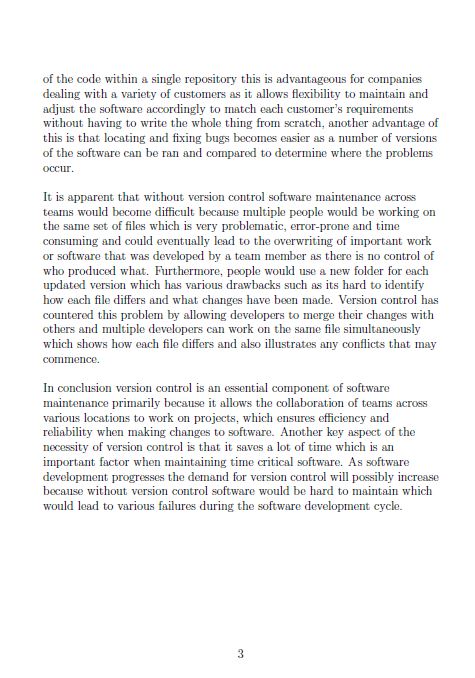 of the code within a single repository this is advantageous for companies
dealing with a variety of customers as it allows flexibility to maintain and
adjust the software accordingly to match each customer's requirements
without having to write the whole thing from scratch, another advantage of
this is that locating and fixing bugs becomes easier as a number of versions
of the software can be ran and compared to determine where the problems
occur.
It is apparent that without version control software maintenance across
teams would become difficult because multiple people would be working on
the same set of files which is very problematic, error-prone and time
consuming and could eventually lead to the overwriting of important work
or software that was developed by a team member as there is no control of
who produced what. Furthermore, people would use a new folder for each
updated version which has various drawbacks such as its hard to identify
how each file differs and what changes have been made. Version control has
countered this problem by allowing developers to merge their changes with
others and multiple developers can work on the same file simultaneously
which shows how each file differs and also illustrates any conflicts that may
commence.
In conclusion version control is an essential component of software
maintenance primarily because it allows the collaboration of teams across
various locations to work on projects, which ensures efficiency and
reliability when making changes to software. Another key aspect of the
necessity of version control is that it saves a lot of time which is an
important factor when maintaining time critical software. As software
development progresses the demand for version control will possibly increase
because without version control software would be hard to maintain which
would lead to various failures during the software development cycle.
3